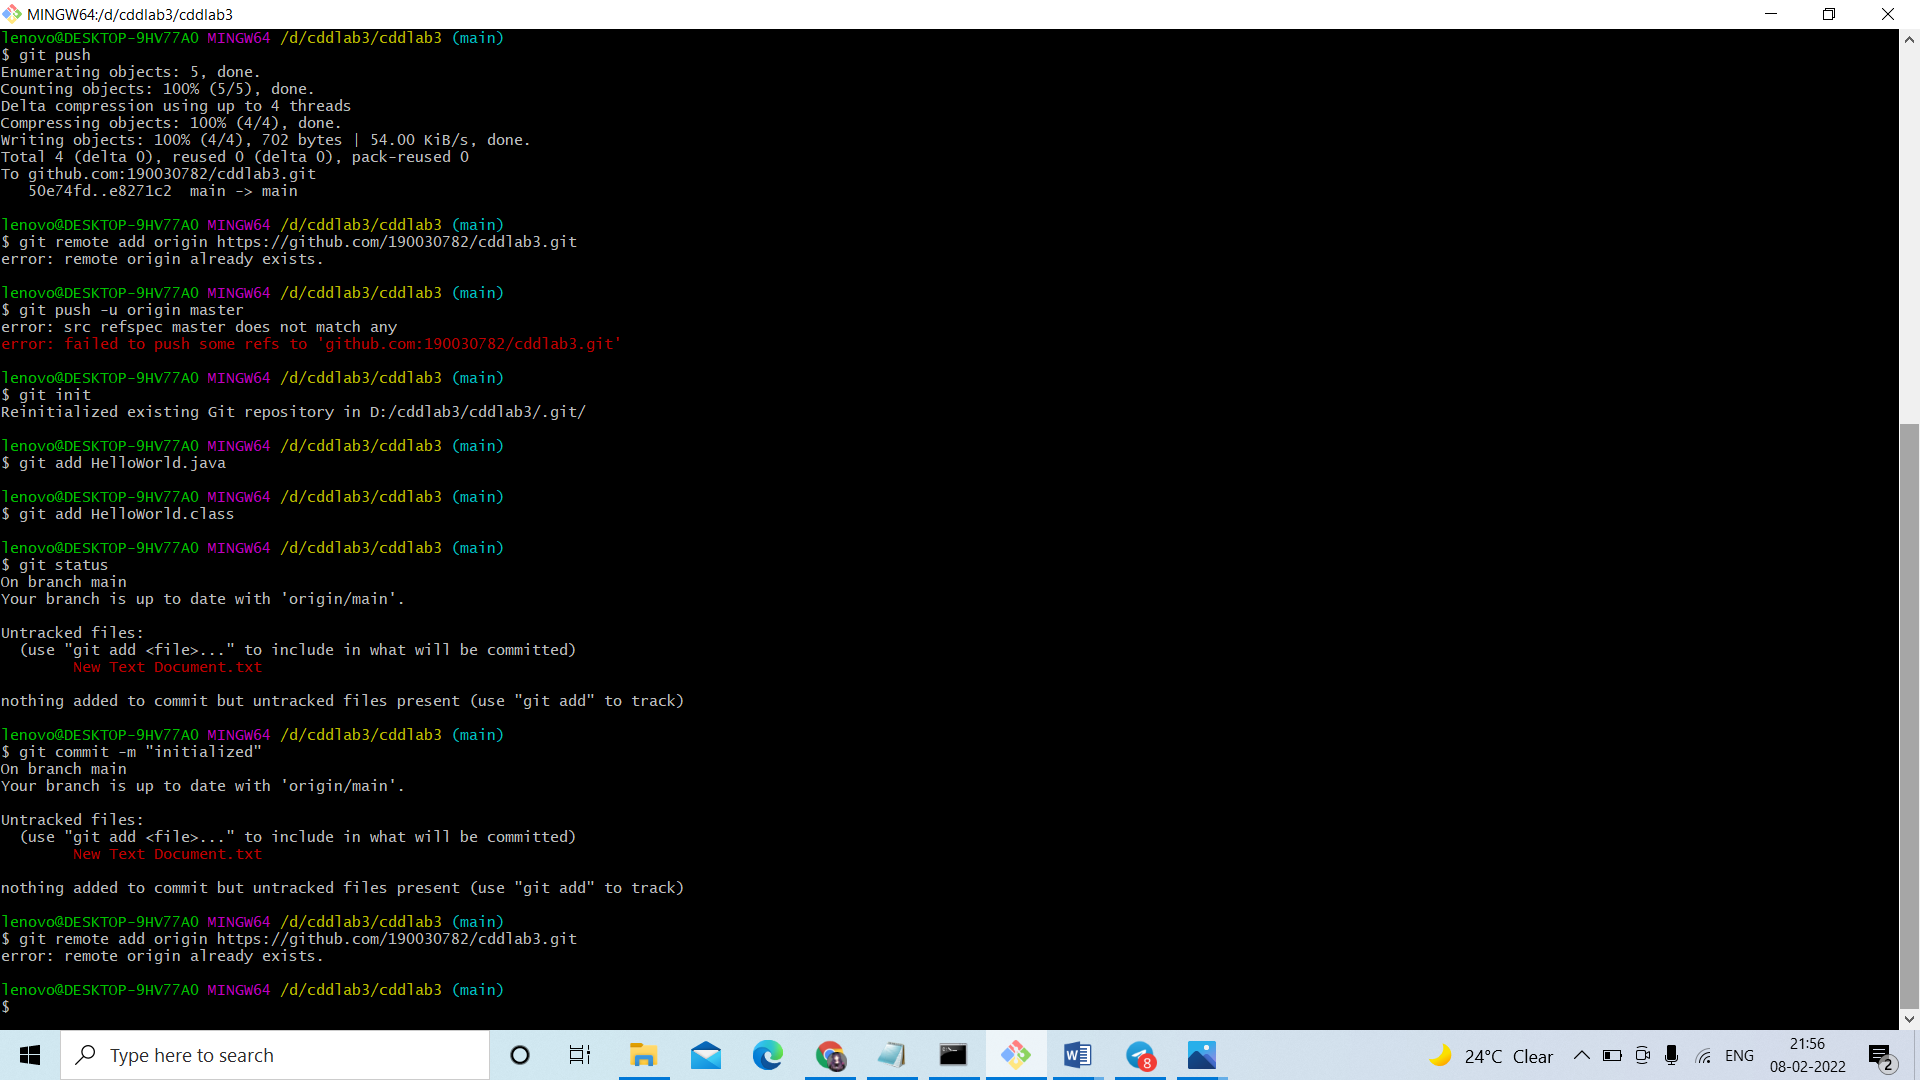 MINGW64:/d/cddlab3/cddlab3
lenovo@DESKTOP-9HV77AO MINGW64 /d/cddlab3/cddlab3 (main)
$ git push
Enumerating objects: 5, done.
Counting objects: 100% (5/5), done.
Delta compression using up to 4 threads
Compressing objects: 100% (4/4), done.
Writing objects: 100% (4/4), 702 bytes | 54.00 KiB/s, done.
Total 4 (delta 0), reused 0 (delta 0), pack-reused 0
To github.com:190030782/cddlab3.git
   50e74fd..e8271c2  main -> main

lenovo@DESKTOP-9HV77AO MINGW64 /d/cddlab3/cddlab3 (main)
$ git remote add origin https://github.com/190030782/cddlab3.git
error: remote origin already exists.

lenovo@DESKTOP-9HV77AO MINGW64 /d/cddlab3/cddlab3 (main)
$ git push -u origin master
error: src refspec master does not match any
error: failed to push some refs to 'github.com:190030782/cddlab3.git'

lenovo@DESKTOP-9HV77AO MINGW64 /d/cddlab3/cddlab3 (main)
$ git init
Reinitialized existing Git repository in D:/cddlab3/cddlab3/.git/

lenovo@DESKTOP-9HV77AO MINGW64 /d/cddlab3/cddlab3 (main)
$ git add HelloWorld.java

lenovo@DESKTOP-9HV77AO MINGW64 /d/cddlab3/cddlab3 (main)
$ git add HelloWorld.class

lenovo@DESKTOP-9HV77AO MINGW64 /d/cddlab3/cddlab3 (main)
$ git status
On branch main
Your branch is up to date with 'origin/main'.

Untracked files:
  (use "git add <file>..." to include in what will be committed)
        New Text Document.txt

nothing added to commit but untracked files present (use "git add" to track)

lenovo@DESKTOP-9HV77AO MINGW64 /d/cddlab3/cddlab3 (main)
$ git commit -m "initialized"
On branch main
Your branch is up to date with 'origin/main'.

Untracked files:
  (use "git add <file>..." to include in what will be committed)
        New Text Document.txt

nothing added to commit but untracked files present (use "git add" to track)

lenovo@DESKTOP-9HV77AO MINGW64 /d/cddlab3/cddlab3 (main)
$ git remote add origin https://github.com/190030782/cddlab3.git
error: remote origin already exists.

lenovo@DESKTOP-9HV77AO MINGW64 /d/cddlab3/cddlab3 (main)
$
Type here to search
W
8
24°C Clear
ENG
21:56
08-02-2022
2